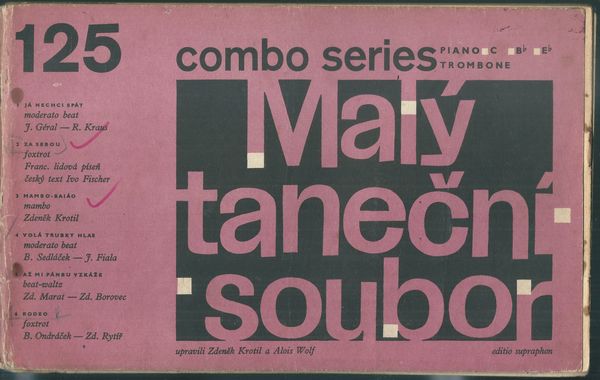 125
combo series
PIANO C B♭ E♭
TROMBONE
Malý
taneční
soubor
1 JÁ NECHCI SPÁT
moderato beat
J. Géral — R. Kraus
2 ZA SEBOU
foxtrot
Franc. lidová píseň
český text Ivo Fischer
3 MAMBO-BAIÃO
mambo
Zdeněk Krotil
4 VOLÁ TRUBKY HLAS
moderato beat
B. Sedláček — J. Fiala
5 AŽ MI PÁNBU VZKÁŽE
beat-waltz
Zd. Marat — Zd. Borovec
6 RODEO
foxtrot
B. Ondráček — Zd. Rytíř
upravili Zdeněk Krotil a Alois Wolf
editio supraphon